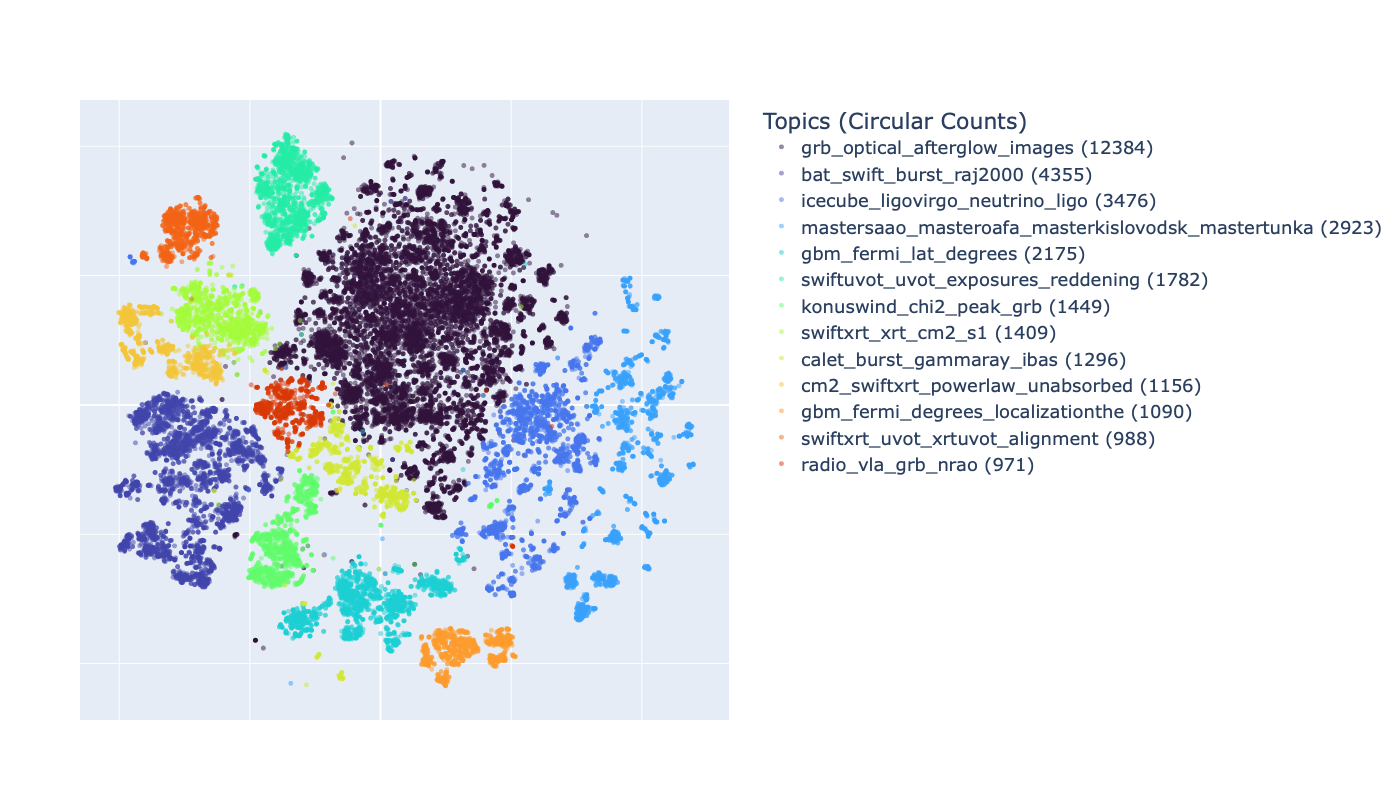 Topics (Circular Counts)
grb_optical_afterglow_images (12384)
bat_swift_burst_raj2000 (4355)
icecube_ligovirgo_neutrino_ligo (3476)
mastersaao_masteroafa_masterkislovodsk_mastertunka (2923)
gbm_fermi_lat_degrees (2175)
swiftuvot_uvot_exposures_reddening (1782)
konuswind_chi2_peak_grb (1449)
swiftxrt_xrt_cm2_s1 (1409)
calet_burst_gammaray_ibas (1296)
cm2_swiftxrt_powerlaw_unabsorbed (1156)
gbm_fermi_degrees_localizationthe (1090)
swiftxrt_uvot_xrtuvot_alignment (988)
radio_vla_grb_nrao (971)